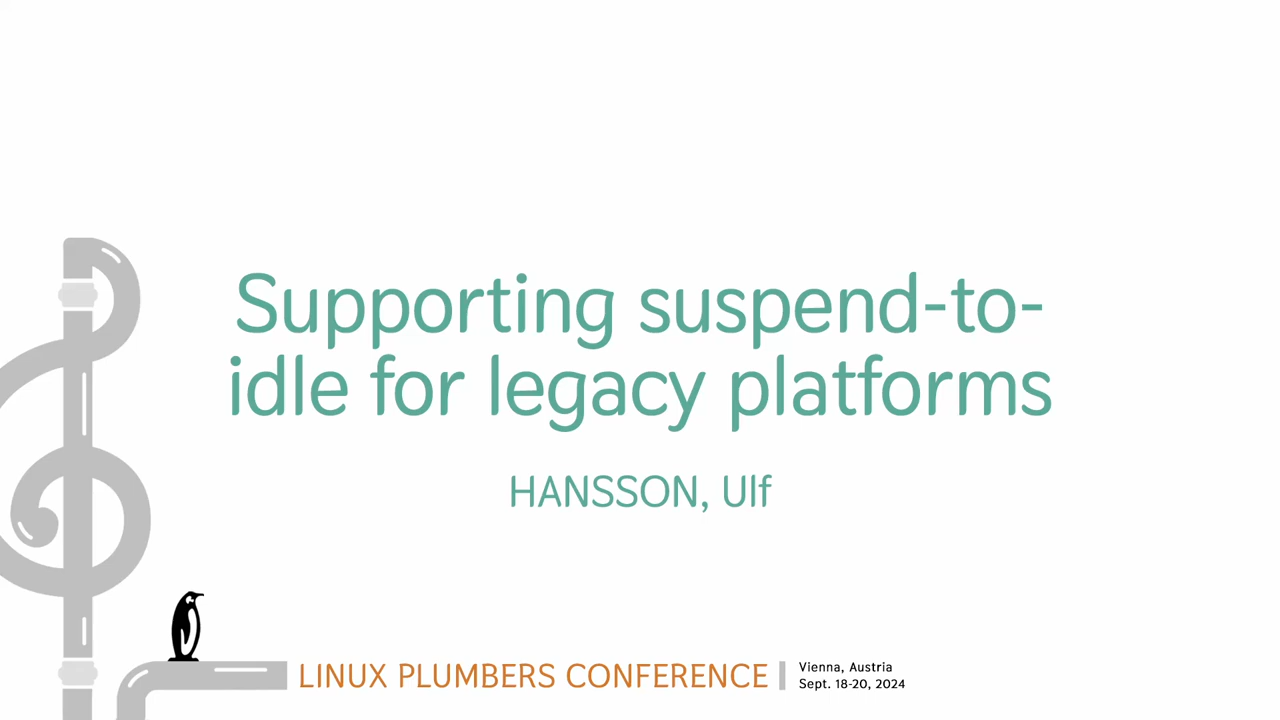 Supporting suspend-to-
idle for legacy platforms
HANSSON, Ulf
LINUX PLUMBERS CONFERENCE
Vienna, Austria
Sept. 18-20, 2024